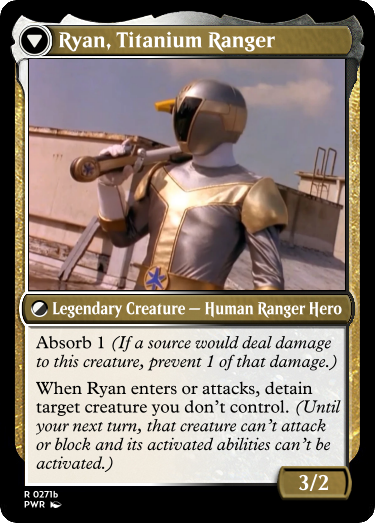 Ryan, Titanium Ranger
Legendary Creature — Human Ranger Hero
Absorb 1 (If a source would deal damage
to this creature, prevent 1 of that damage.)
When Ryan enters or attacks, detain
target creature you don't control. (Until
your next turn, that creature can't attack
or block and its activated abilities can't be
activated.)
3/2
R 0271b
PWR